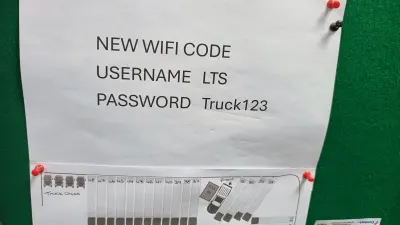 NEW WIFI CODE
USERNAME LTS
PASSWORD Truck123